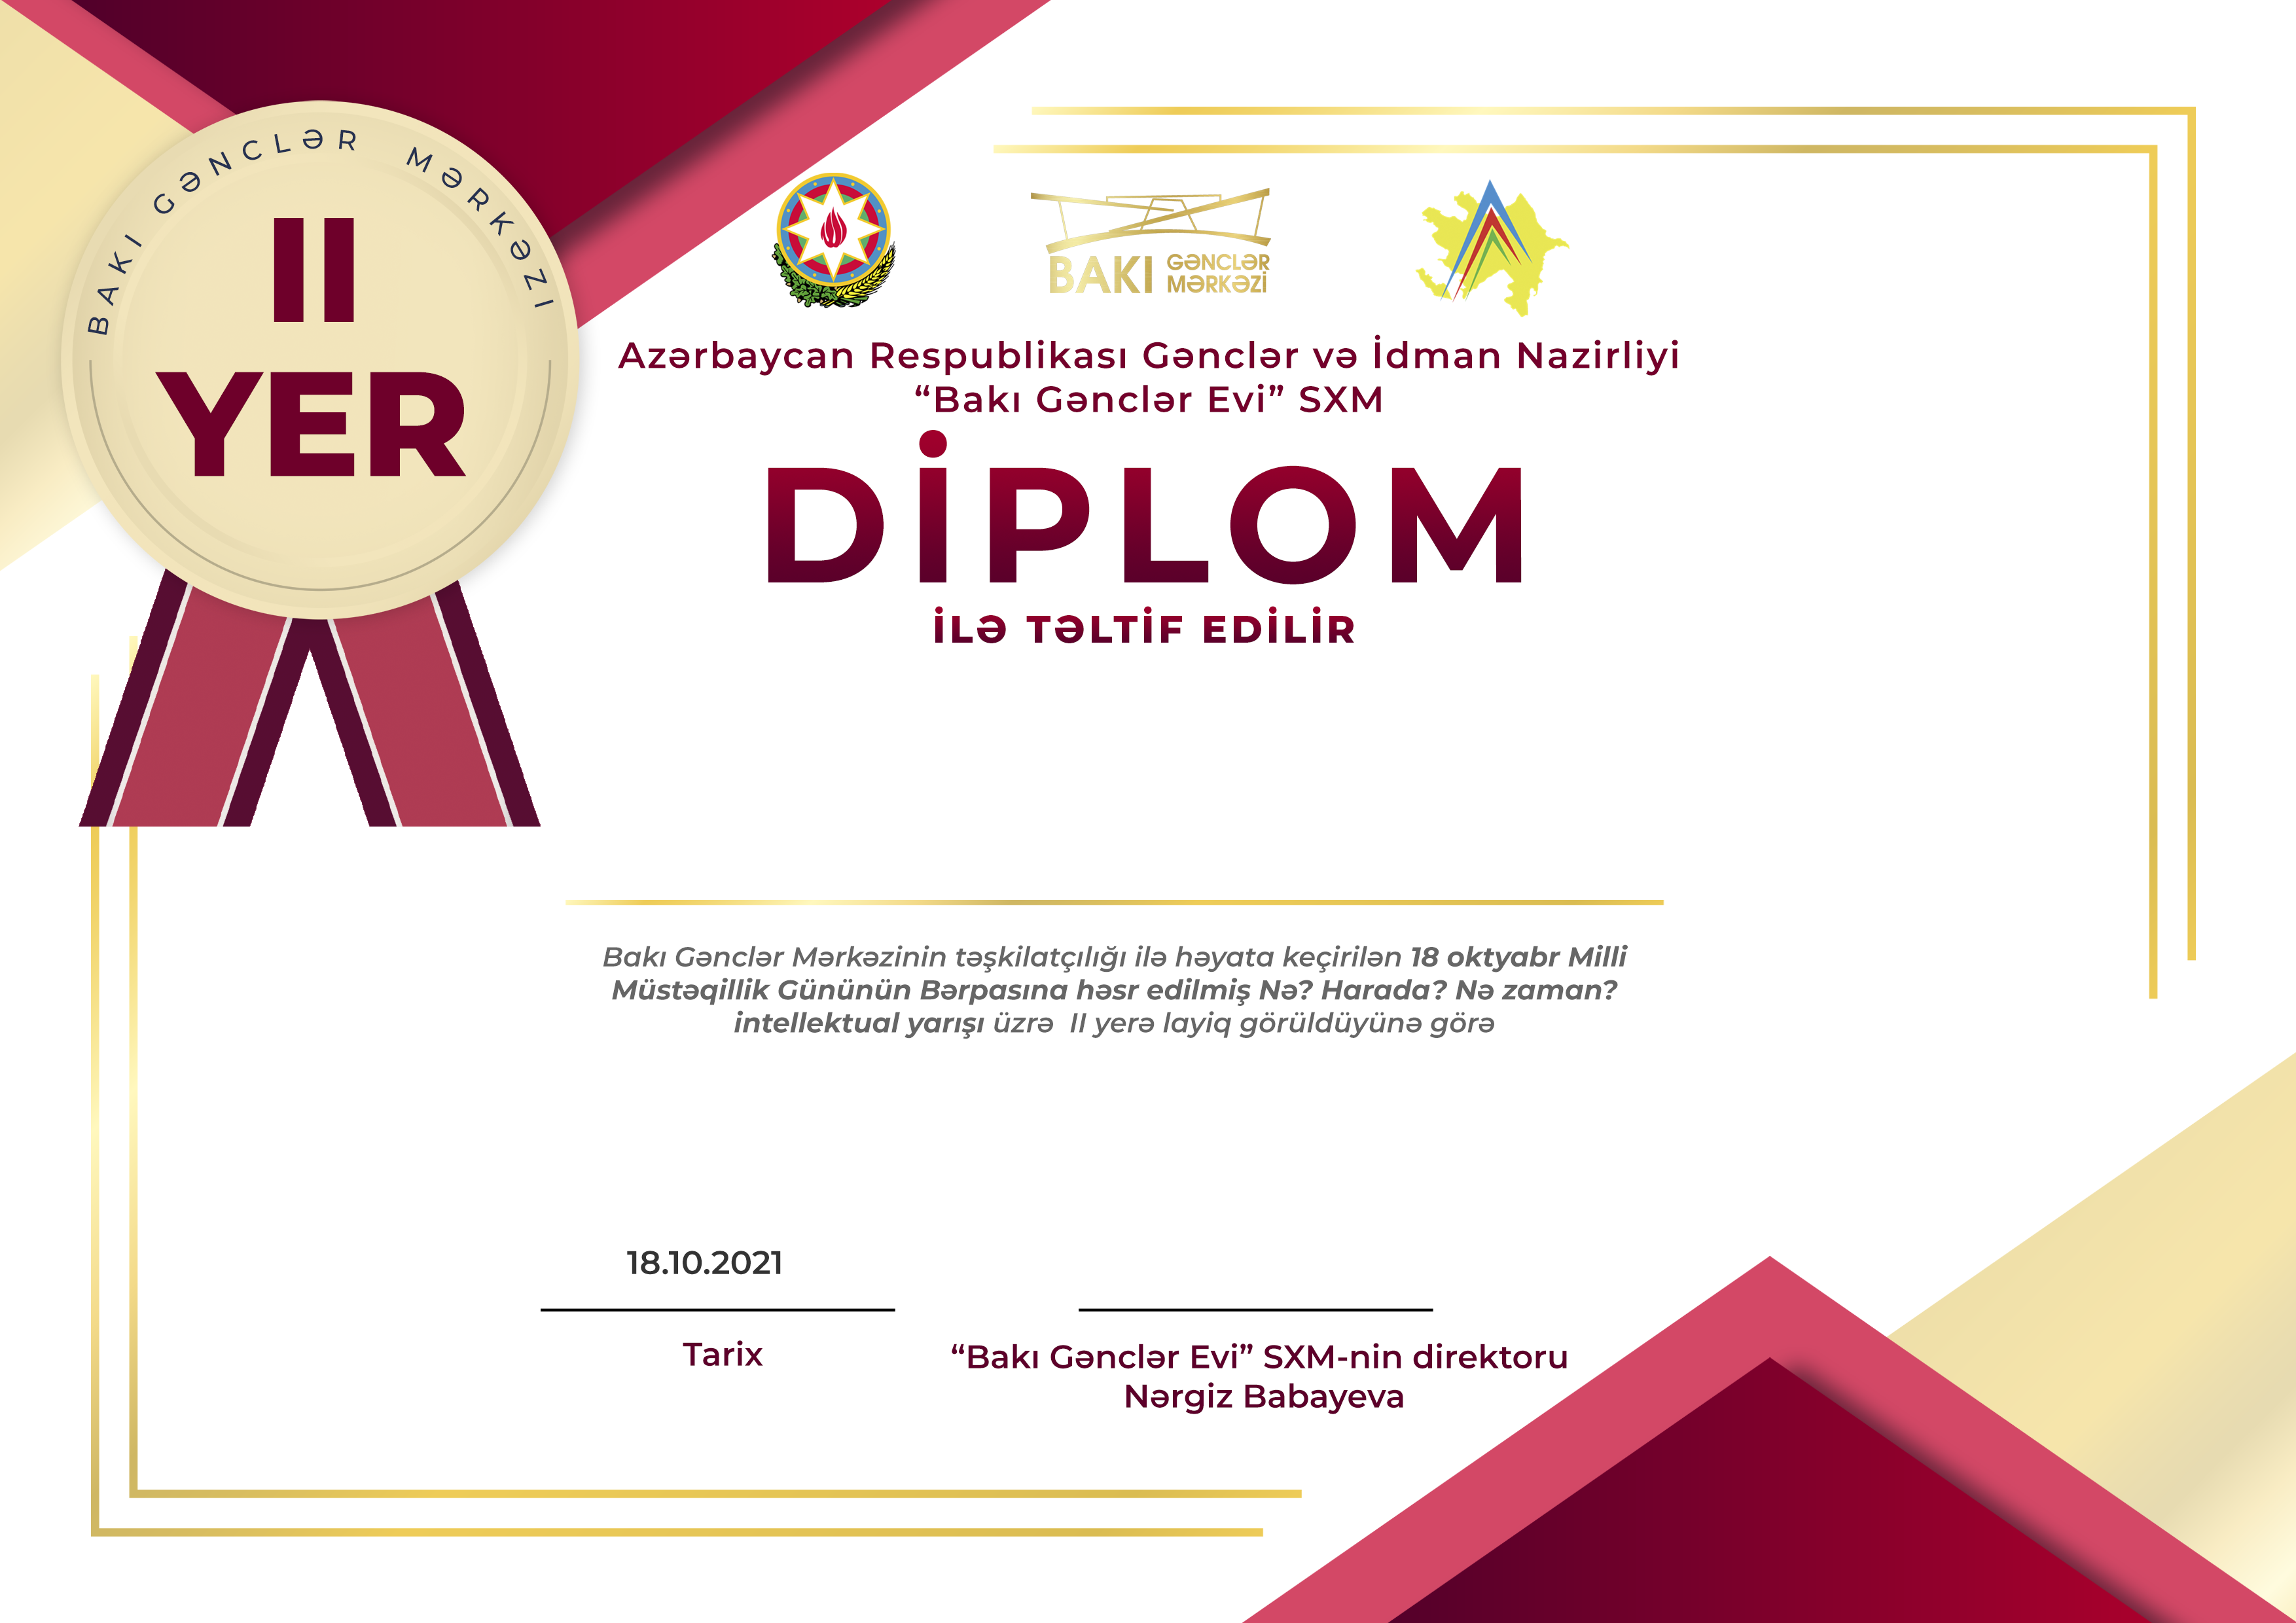 BAKI GƏNCLƏR MƏRKƏZI
II
YER
BAKI GƏNCLƏR
MƏRKƏZİ
Azərbaycan Respublikası Gənclər və İdman Nazirliyi
“Bakı Gənclər Evi” SXM
DİPLOM
İLƏ TƏLTİF EDİLİR
Bakı Gənclər Mərkəzinin təşkilatçılığı ilə həyata keçirilən 18 oktyabr Milli
Müstəqillik Gününün Bərpasına həsr edilmiş Nə? Harada? Nə zaman?
intellektual yarışı üzrə II yerə layiq görüldüyünə görə
18.10.2021
Tarix
“Bakı Gənclər Evi” SXM-nin direktoru
Nərgiz Babayeva